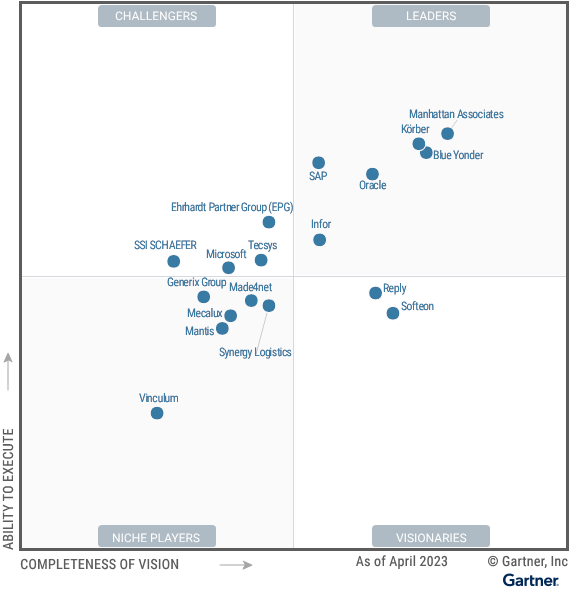 CHALLENGERS
LEADERS
Manhattan Associates
Körber
Blue Yonder
SAP
Oracle
Ehrhardt Partner Group (EPG)
Infor
SSI SCHAEFER
Tecsys
Microsoft
Generix Group
Made4net
Reply
Softeon
Mecalux
Mantis
Synergy Logistics
Vinculum
ABILITY TO EXECUTE
NICHE PLAYERS
VISIONARIES
COMPLETENESS OF VISION
As of April 2023
© Gartner, Inc
Gartner